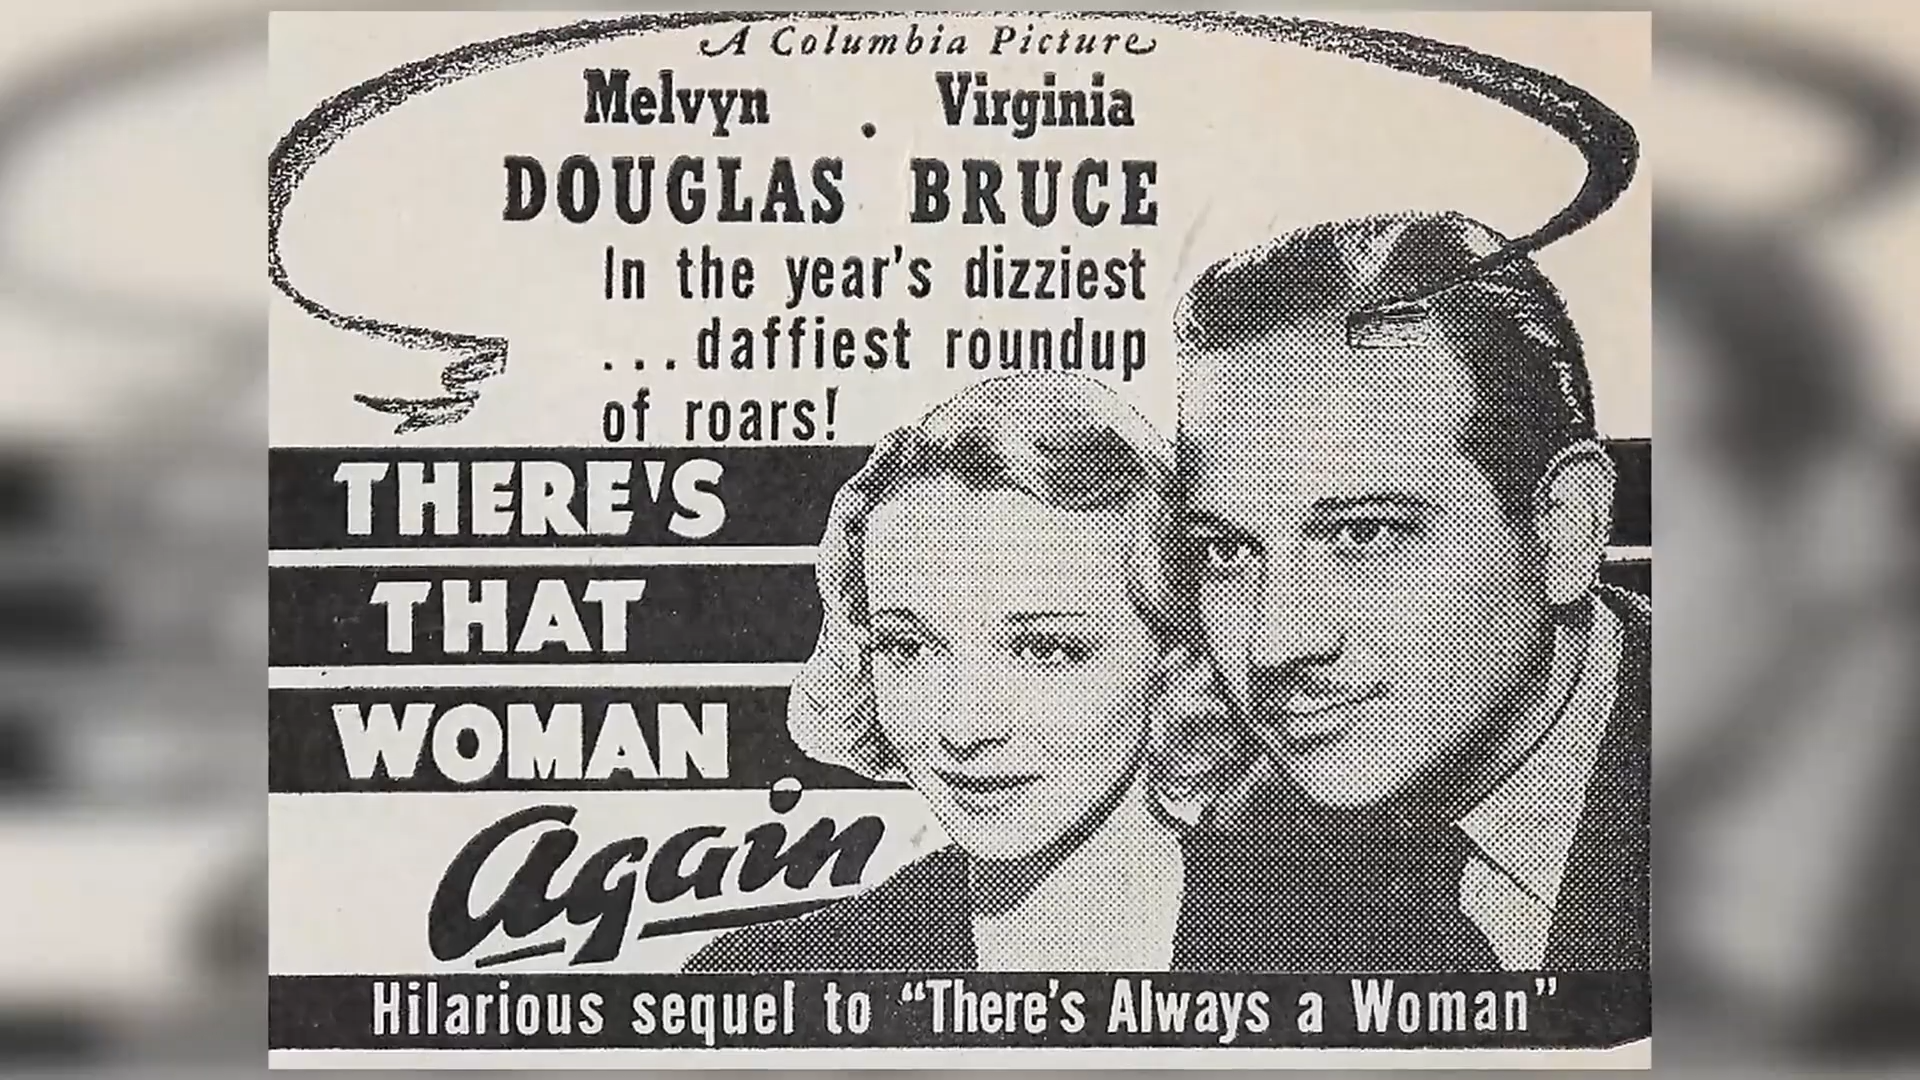 A Columbia Picture
Melvyn . Virginia
DOUGLAS BRUCE
In the year's dizziest
...daffiest roundup
of roars!
THERE'S
THAT
WOMAN
Again
Hilarious sequel to “There's Always a Woman”